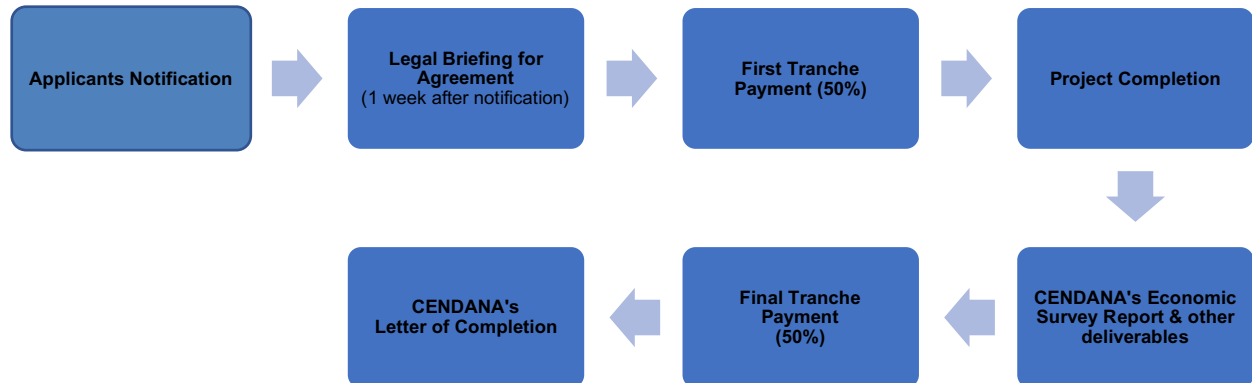 Applicants Notification
Legal Briefing for
Agreement
(1 week after notification)
First Tranche
Payment (50%)
Project Completion
CENDANA's Economic
Survey Report & other
deliverables
Final Tranche
Payment
(50%)
CENDANA's
Letter of Completion